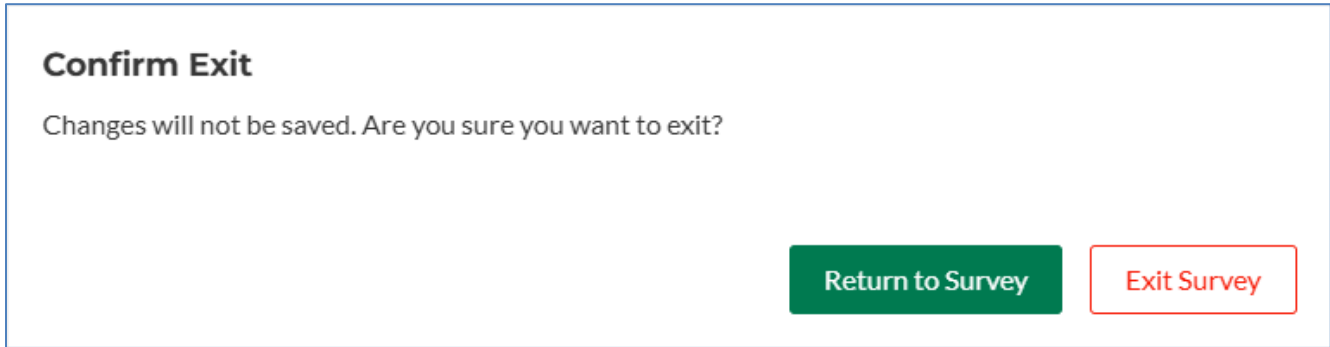 Confirm Exit
Changes will not be saved. Are you sure you want to exit?
Return to Survey
Exit Survey